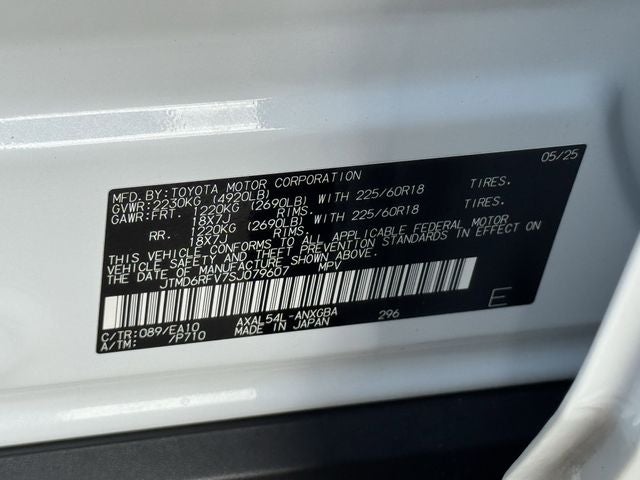 MFD.BY:TOYOTA MOTOR CORPORATION 05/25
GVWR:2230KG (4920LB)
GAWR:FRT. 1220KG (2690LB) WITH 225/60R18 TIRES.
18X7J RIMS.
RR. 1220KG (2690LB) WITH 225/60R18 TIRES.
18X7J RIMS.
THIS VEHICLE CONFORMS TO ALL APPLICABLE FEDERAL MOTOR
VEHICLE SAFETY AND THEFT PREVENTION STANDARDS IN EFFECT ON
THE DATE OF MANUFACTURE SHOWN ABOVE.
JTMD6RFV7SJ079607 MPV
E
C/TR:089/EA10 AXAL54L-ANXGBA 296
A/TM: /P710 MADE IN JAPAN